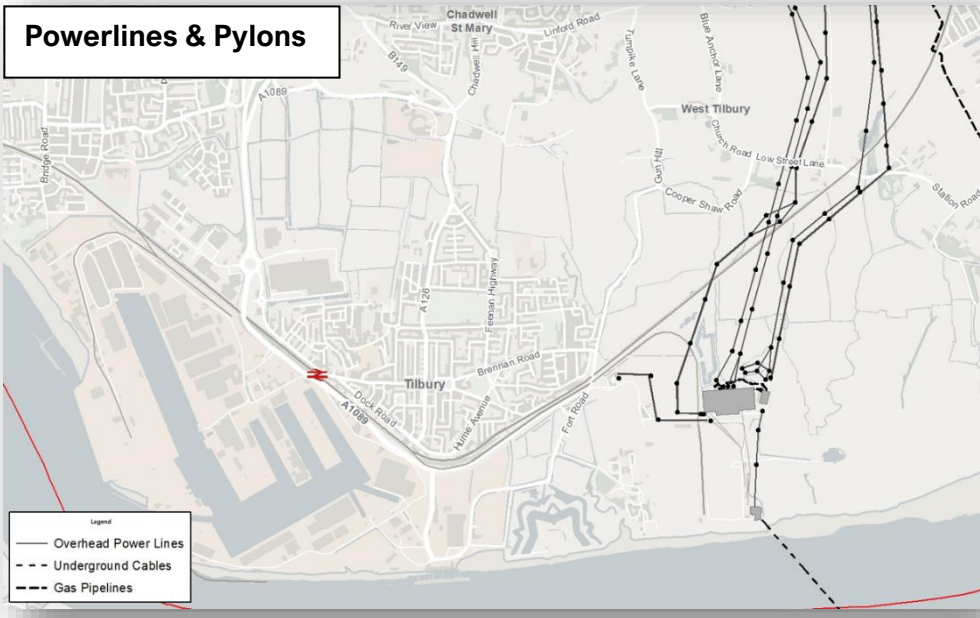 Powerlines & Pylons
Chadwell
St Mary
River View
Linford Road
B149
Chadwell Hill
Turnpike Lane
Blue Anchor Lane
A1089
West Tilbury
Bridge Road
Church Road
Low Street Lane
Gun Hill
Cooper Shaw Road
Station Road
A126
Feenan Highway
Brennan Road
Tilbury
Dock Road
A1089
Hume Avenue
Fort Road
Legend
Overhead Power Lines
Underground Cables
Gas Pipelines